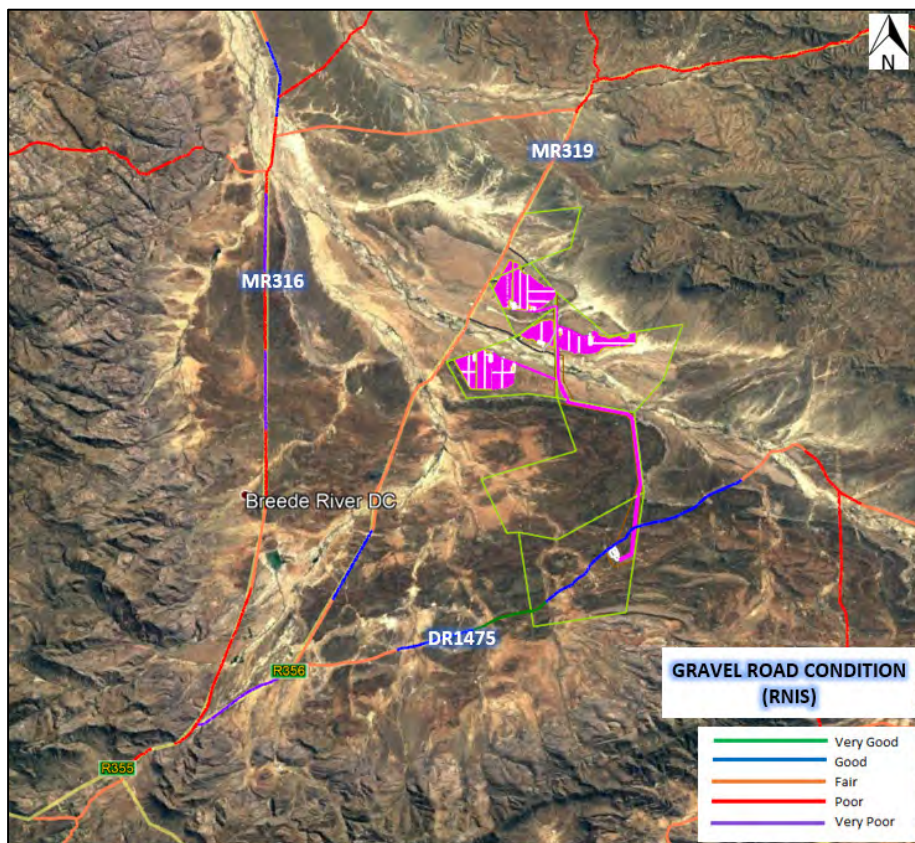 N
MR319
MR316
Breede River DC
DR1475
R356
R355
GRAVEL ROAD CONDITION
(RNIS)
Very Good
Good
Fair
Poor
Very Poor